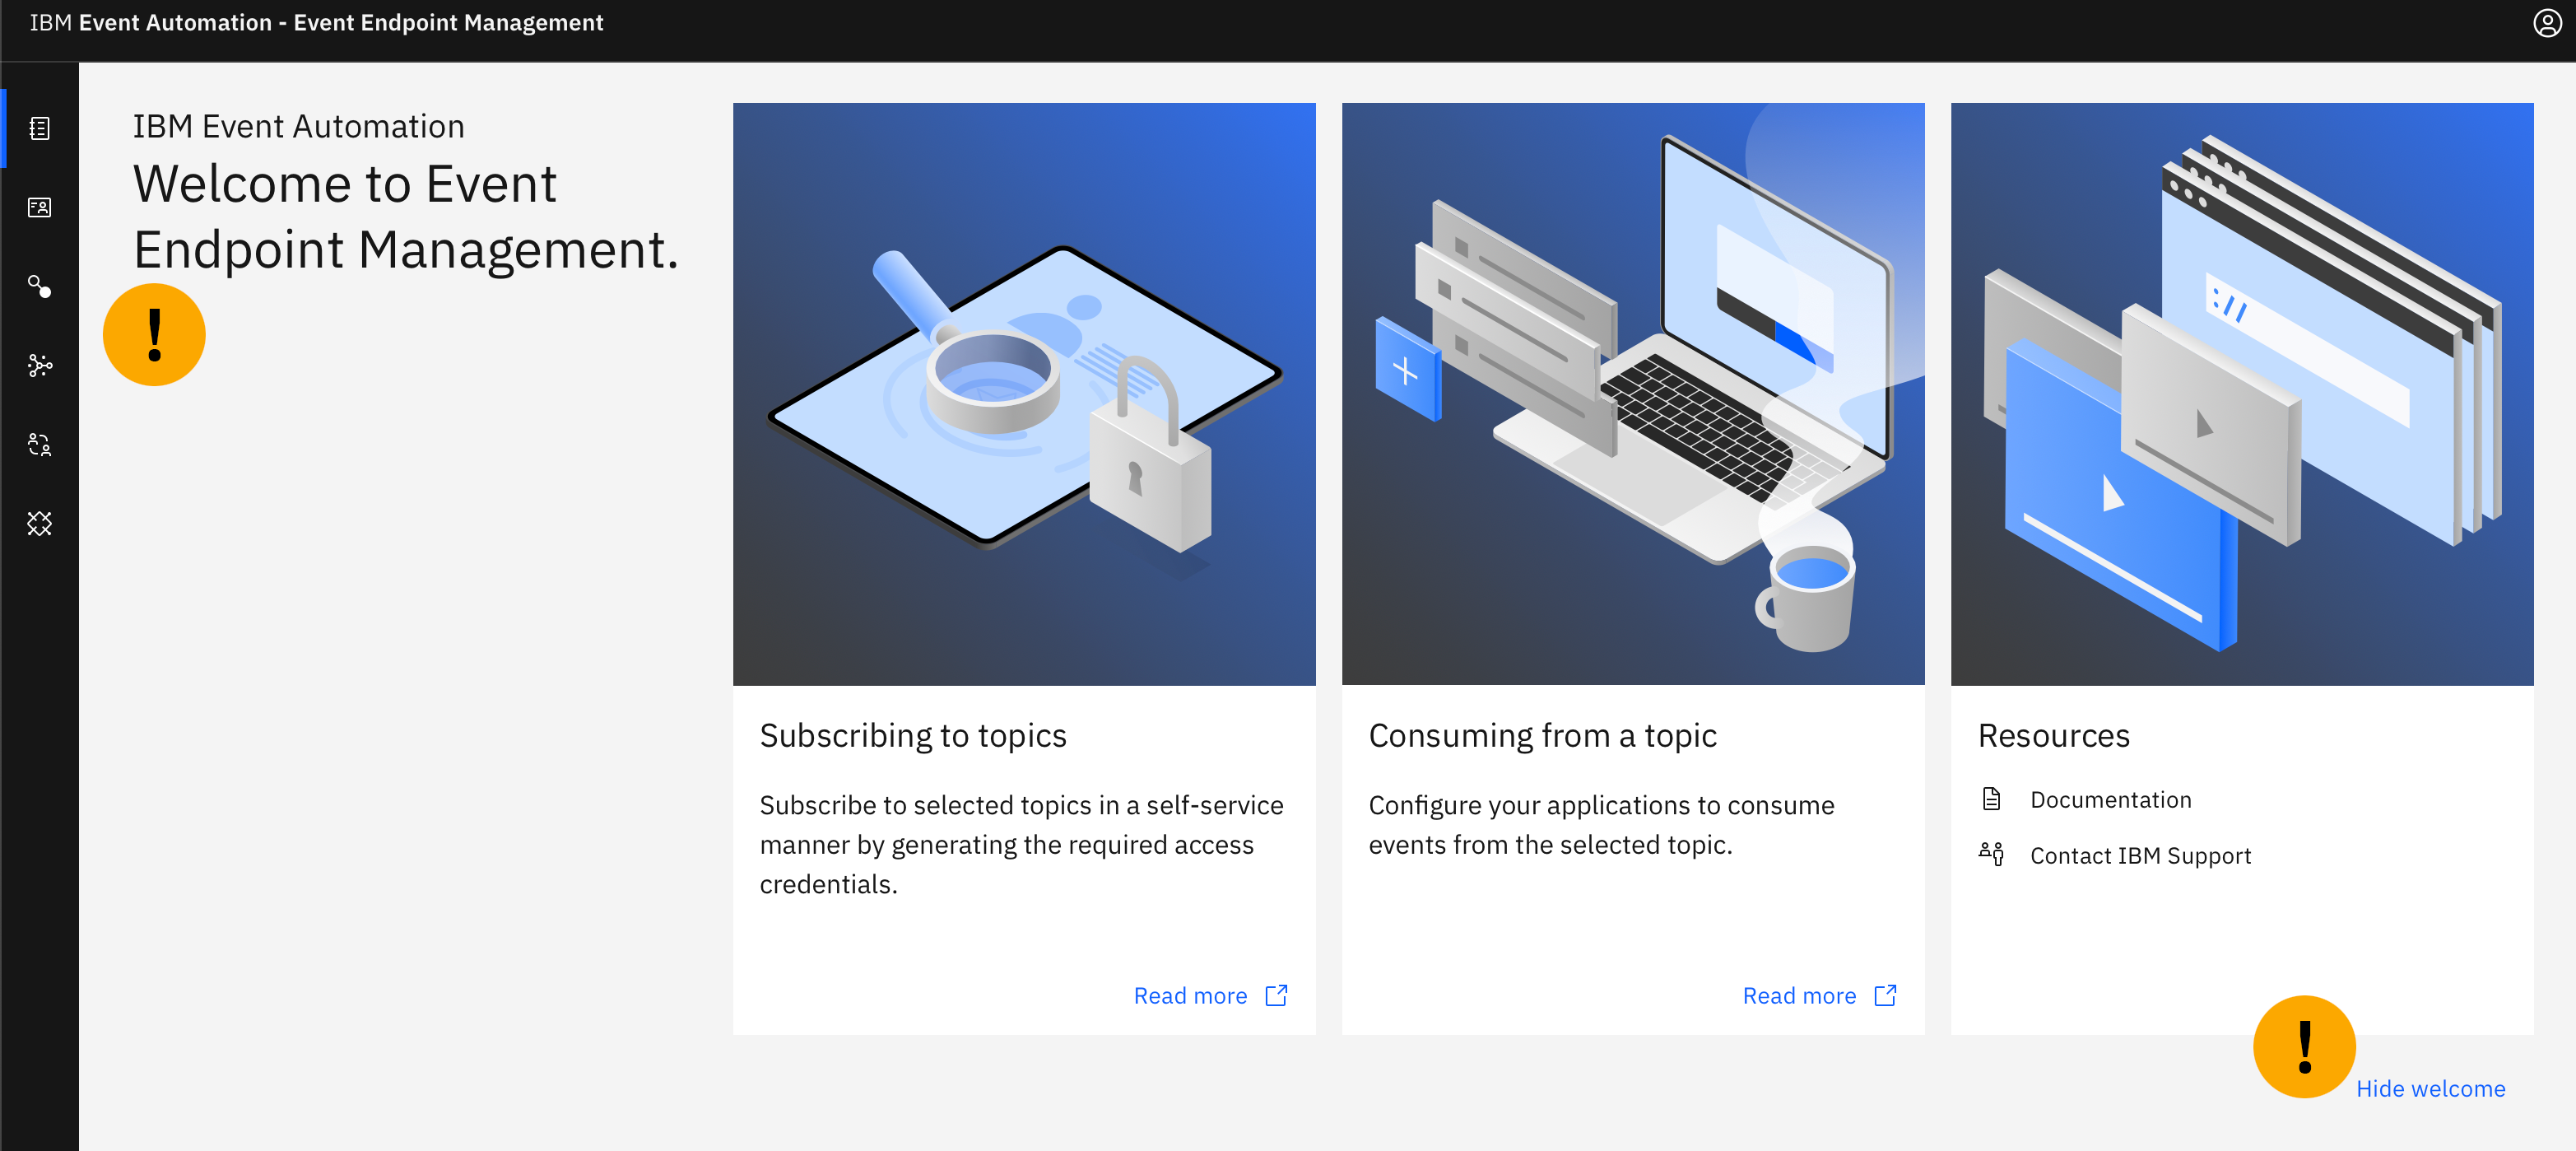 IBM Event Automation - Event Endpoint Management
IBM Event Automation
Welcome to Event
Endpoint Management.
!
://
Subscribing to topics
Subscribe to selected topics in a self-service
manner by generating the required access
credentials.
Read more
Consuming from a topic
Configure your applications to consume
events from the selected topic.
Read more
Resources
Documentation
Contact IBM Support
!
Hide welcome